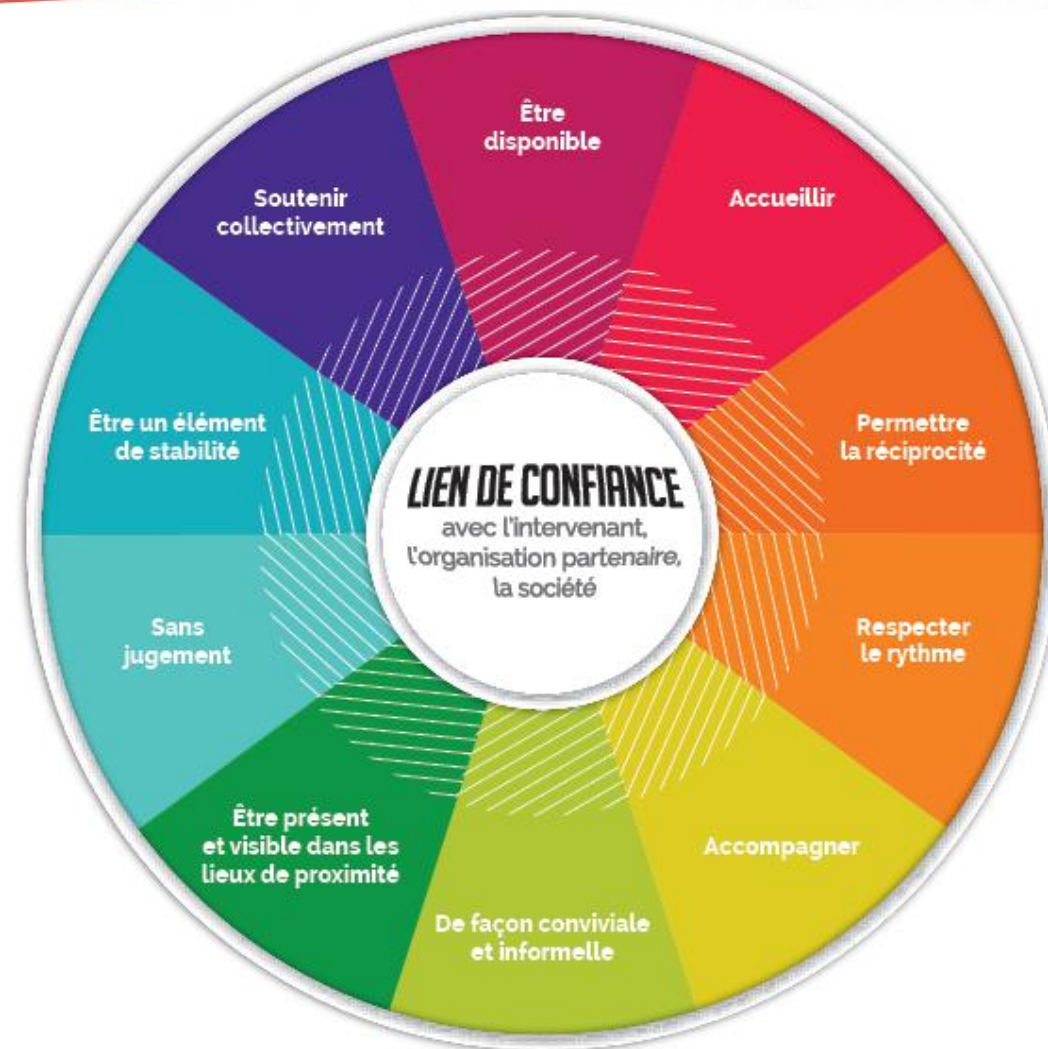 Être
disponible
Accueillir
Permettre
la réciprocité
Respecter
le rythme
Accompagner
De façon conviviale
et informelle
Être présent
et visible dans les
lieux de proximité
Sans
jugement
Être un élément
de stabilité
Soutenir
collectivement
LIEN DE CONFIANCE
avec l'intervenant,
l'organisation partenaire,
la société